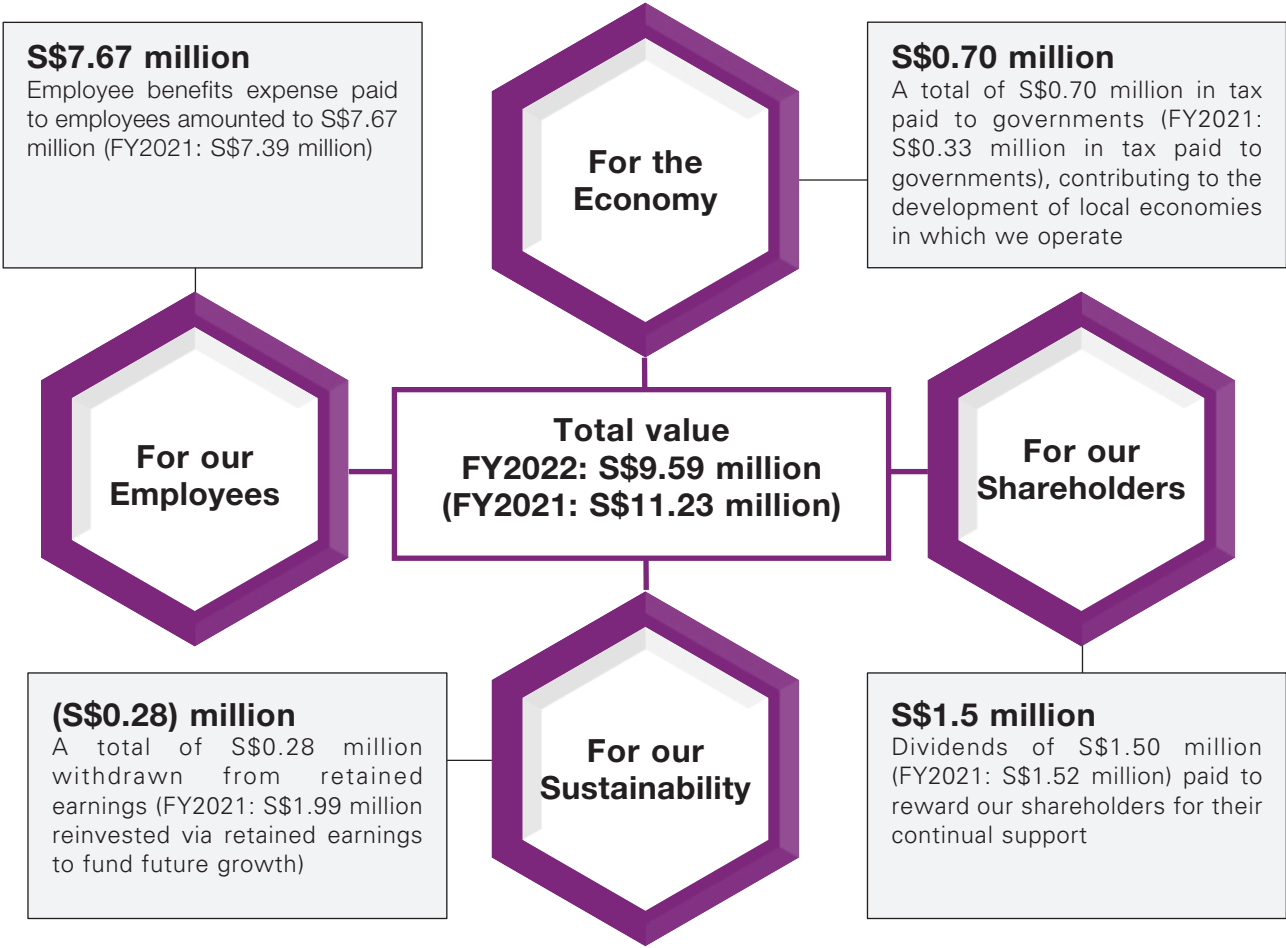 S$7.67 million
Employee benefits expense paid
to employees amounted to S$7.67
million (FY2021: S$7.39 million)
For the
Economy
S$0.70 million
A total of S$0.70 million in tax
paid to governments (FY2021:
S$0.33 million in tax paid to
governments), contributing to the
development of local economies
in which we operate
For our
Employees
Total value
FY2022: S$9.59 million
(FY2021: S$11.23 million)
For our
Shareholders
(S$0.28) million
A total of S$0.28 million
withdrawn from retained
earnings (FY2021: S$1.99 million
reinvested via retained earnings
to fund future growth)
For our
Sustainability
S$1.5 million
Dividends of S$1.50 million
(FY2021: S$1.52 million) paid to
reward our shareholders for their
continual support